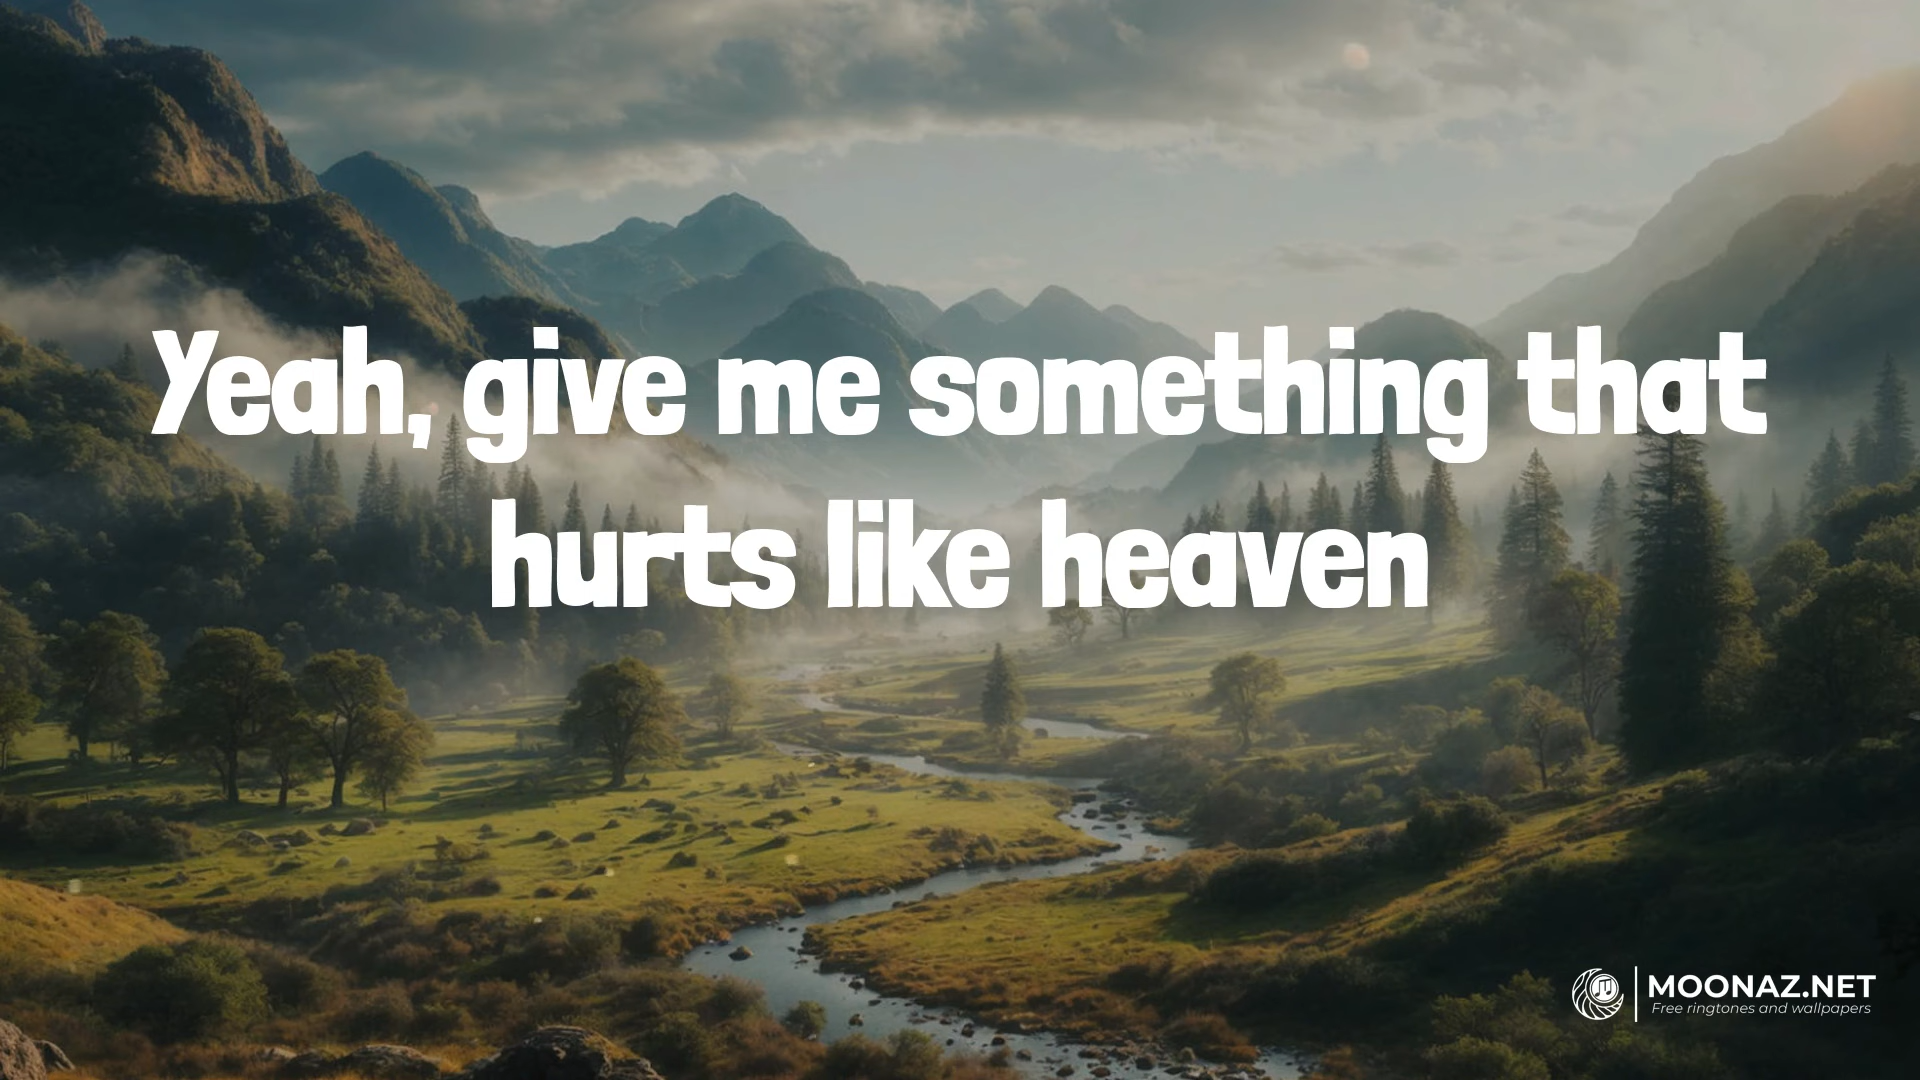 Yeah, give me something that
hurts like heaven
MOONAZ.NET
Free ringtones and wallpapers